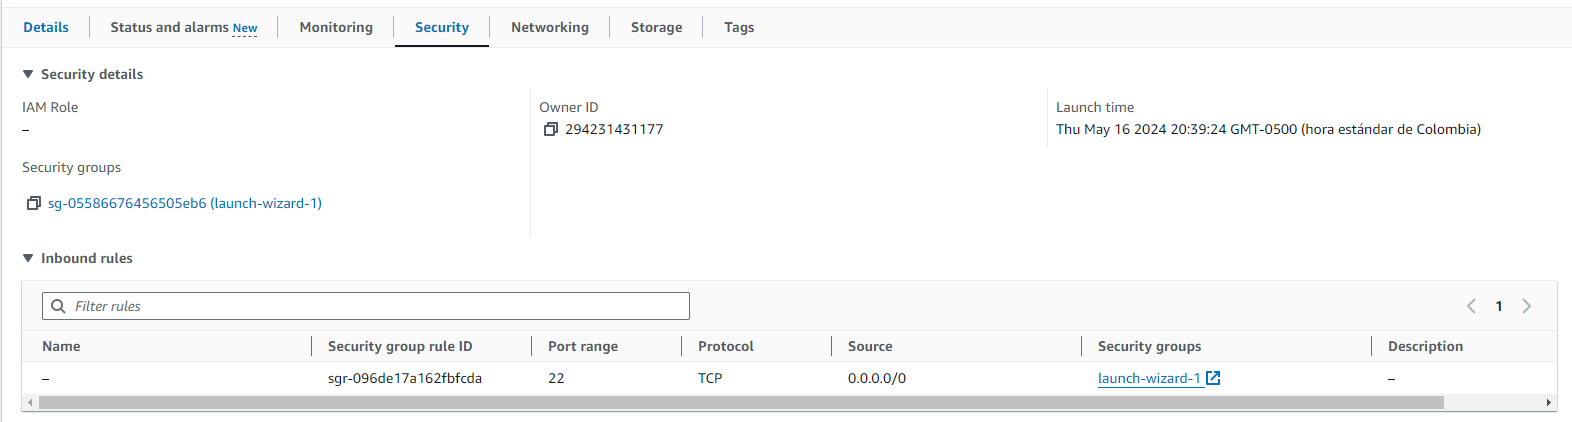 Details Status and alarms New Monitoring Security Networking Storage Tags
Security details
IAM Role
–
Security groups
sg-05586676456505eb6 (launch-wizard-1)
Owner ID
294231431177
Launch time
Thu May 16 2024 20:39:24 GMT-0500 (hora estándar de Colombia)
Inbound rules
Filter rules
1
Name Security group rule ID Port range Protocol Source Security groups Description
– sgr-096de17a162fbfcda 22 TCP 0.0.0.0/0 launch-wizard-1 –